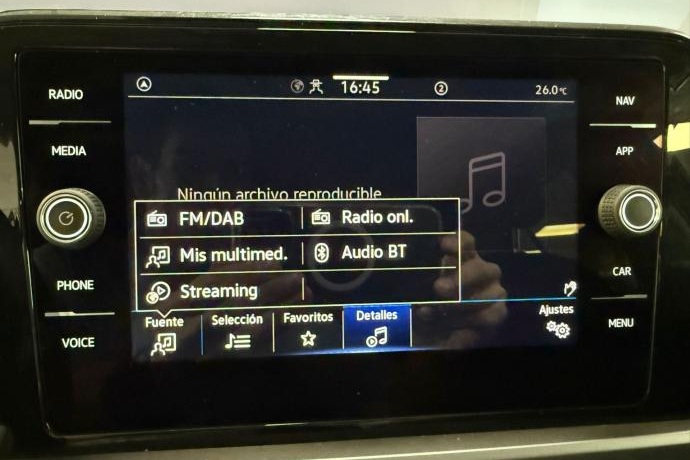 RADIO
MEDIA
PHONE
VOICE
16:45
2
26.0°C
Ningún archivo reproducible
FM/DAB
Radio onl.
Mis multimed.
Audio BT
Streaming
Fuente
Selección
Favoritos
Detalles
Ajustes
NAV
APP
CAR
MENU